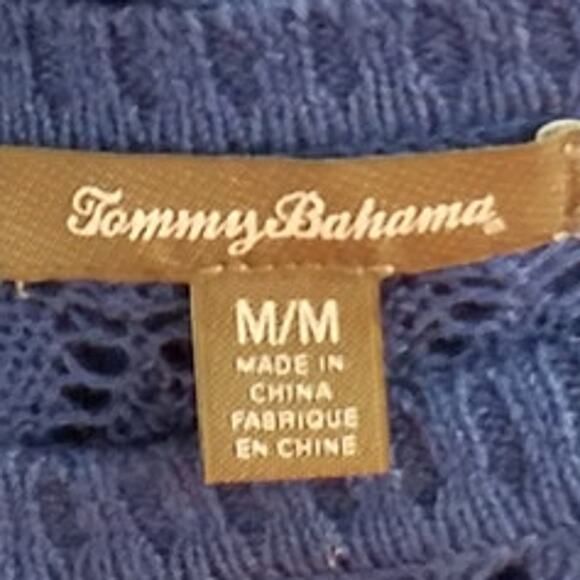 Tommy Bahama
M/M
MADE IN
CHINA
FABRIQUE
EN CHINE